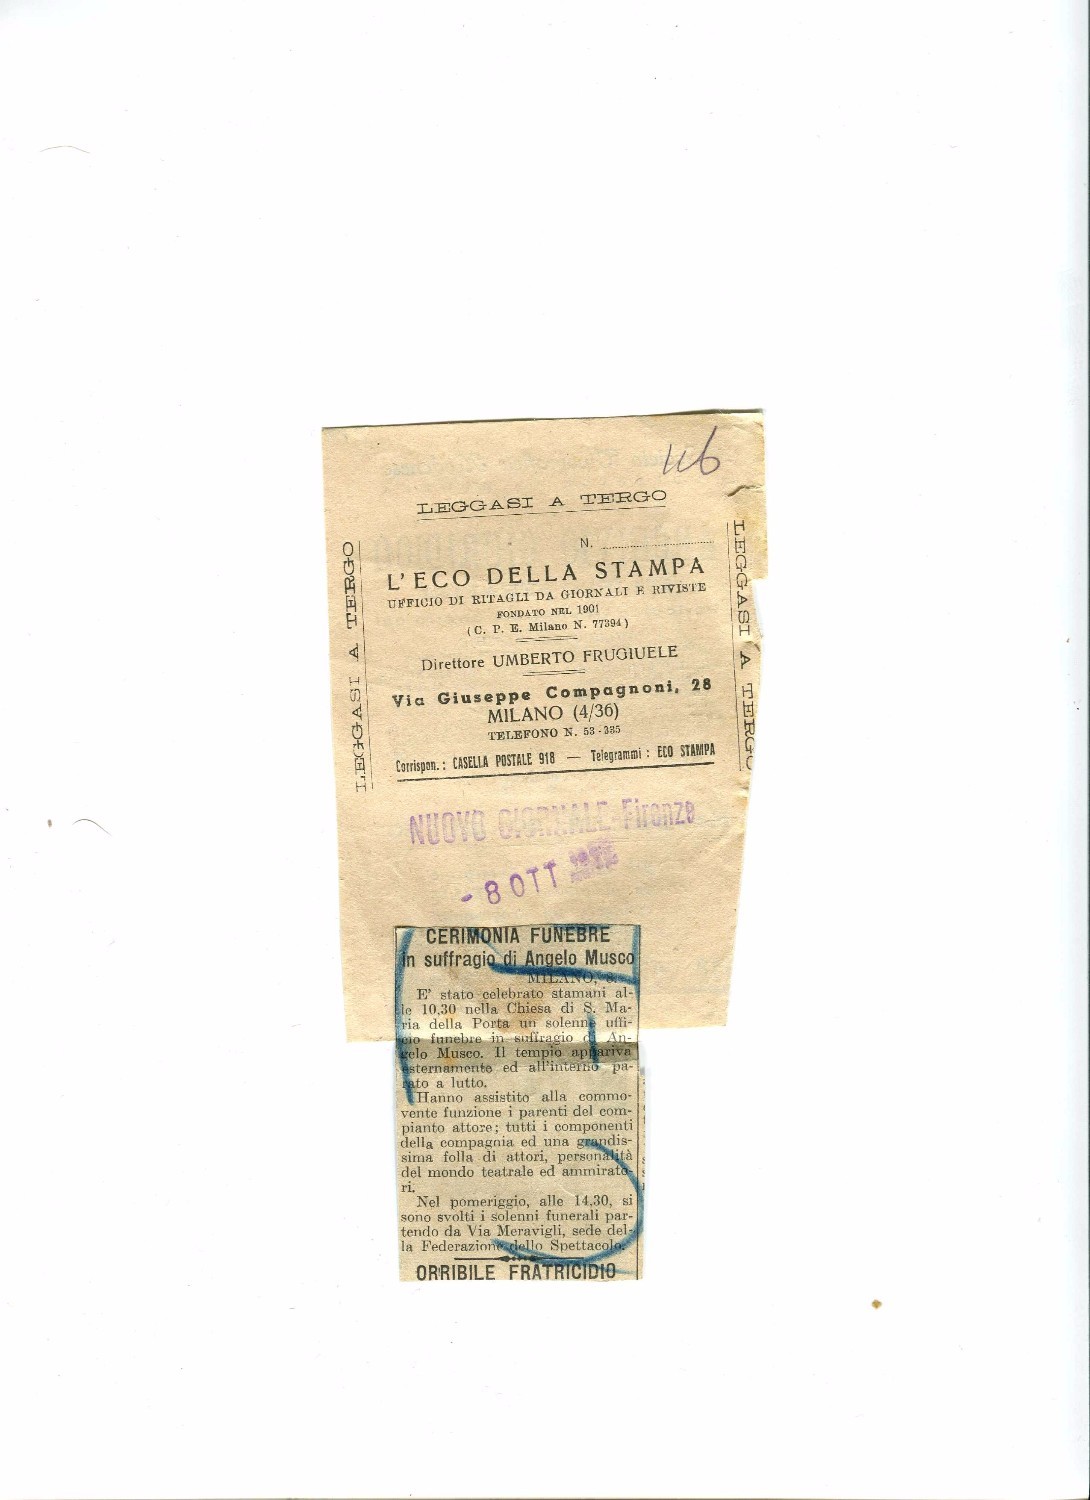 116
LEGGASI A TERGO
LEGGASI A TERGO
LEGGASI A TERGO
N.
L'ECO DELLA STAMPA
UFFICIO DI RITAGLI DA GIORNALI E RIVISTE
FONDATO NEL 1901
(C. P. E. Milano N. 77394)
Direttore UMBERTO FRUGIUELE
Via Giuseppe Compagnoni, 28
MILANO (4/36)
TELEFONO N. 53-335
Corrispon.: CASELLA POSTALE 918 — Telegrammi: ECO STAMPA
NUOVO GIORNALE-Firenze
- 8 OTT
CERIMONIA FUNEBRE
in suffragio di Angelo Musco
MILANO, 8.
E' stato celebrato stamani al-
le 10,30 nella Chiesa di S. Ma-
ria della Porta un solenne uffi-
cio funebre in suffragio di An-
gelo Musco. Il tempio appariva
esternamente ed all'interno pa-
rato a lutto.
Hanno assistito alla commo-
vente funzione i parenti del com-
pianto attore; tutti i componenti
della compagnia ed una grandis-
sima folla di attori, personalità
del mondo teatrale ed ammirato-
ri.
Nel pomeriggio, alle 14,30, si
sono svolti i solenni funerali par-
tendo da Via Meravigli, sede del-
la Federazione dello Spettacolo.
ORRIBILE FRATRICIDIO